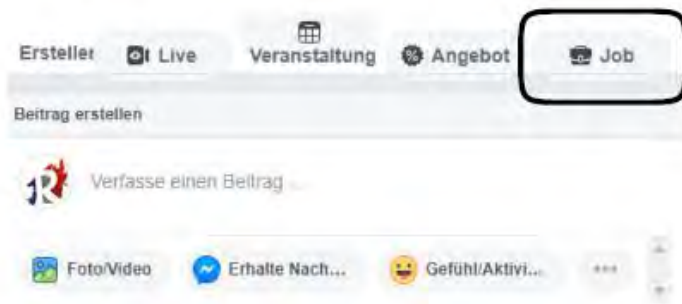 Ersteller Live Veranstaltung Angebot Job
Beitrag erstellen
R Verfasse einen Beitrag ...
Foto/Video Erhalte Nach... Gefühl/Aktivi... ...